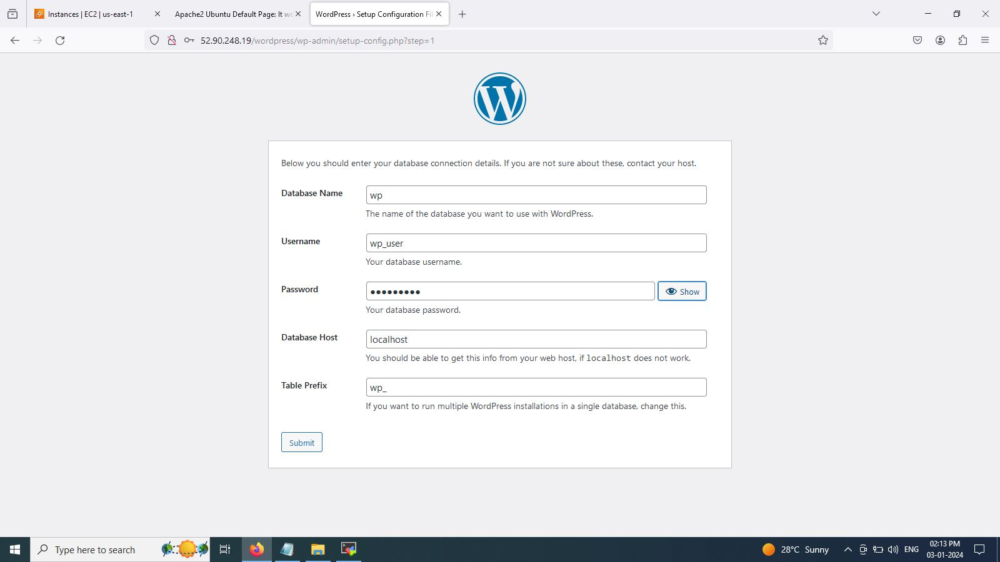 Instances | EC2 | us-east-1
Apache2 Ubuntu Default Page: It wo
WordPress › Setup Configuration Fil
52.90.248.19/wordpress/wp-admin/setup-config.php?step=1
Below you should enter your database connection details. If you are not sure about these, contact your host.
Database Name
wp
The name of the database you want to use with WordPress.
Username
wp_user
Your database username.
Password
●●●●●●●●●
Show
Your database password.
Database Host
localhost
You should be able to get this info from your web host, if localhost does not work.
Table Prefix
wp_
If you want to run multiple WordPress installations in a single database, change this.
Submit
Type here to search
28°C Sunny
ENG
02:13 PM
03-01-2024